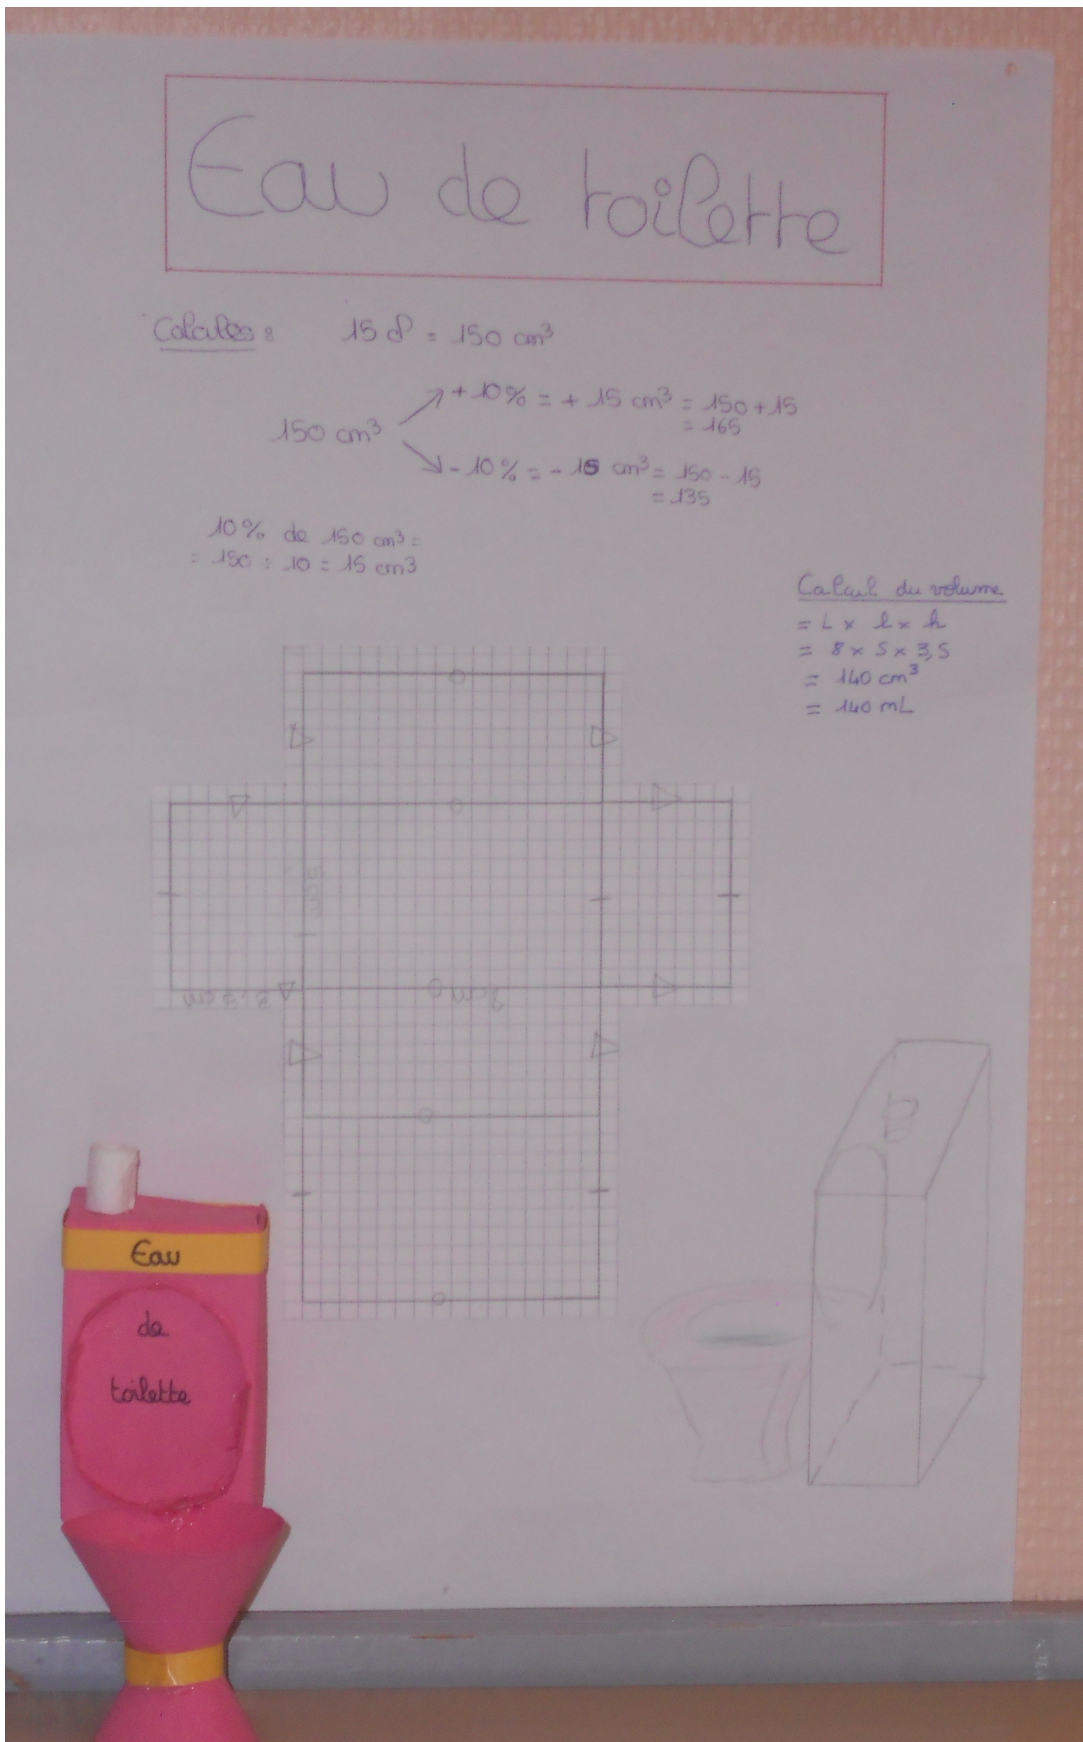 Eau de toilette
Calcules : 15 cl = 150 cm³
+ 10% = + 15 cm³ = 150 + 15
= 165
150 cm³
- 10% = - 15 cm³ = 150 - 15
= 135
10% de 150 cm³ =
= 150 : 10 = 15 cm³
Calcul du volume
= L x l x h
= 8 x 5 x 3,5
= 140 cm³
= 140 mL
8cm
Eau
de
toilette